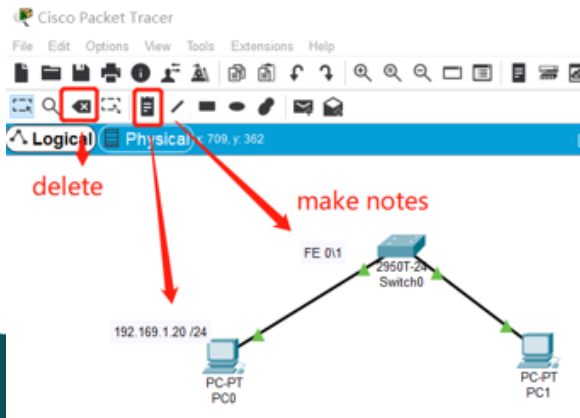 Cisco Packet Tracer
File Edit Options View Tools Extensions Help
Logical Physical x: 709, y: 362
delete
make notes
FE 0\1
2950T-24
Switch0
192.169.1.20 /24
PC-PT
PC0
PC-PT
PC1